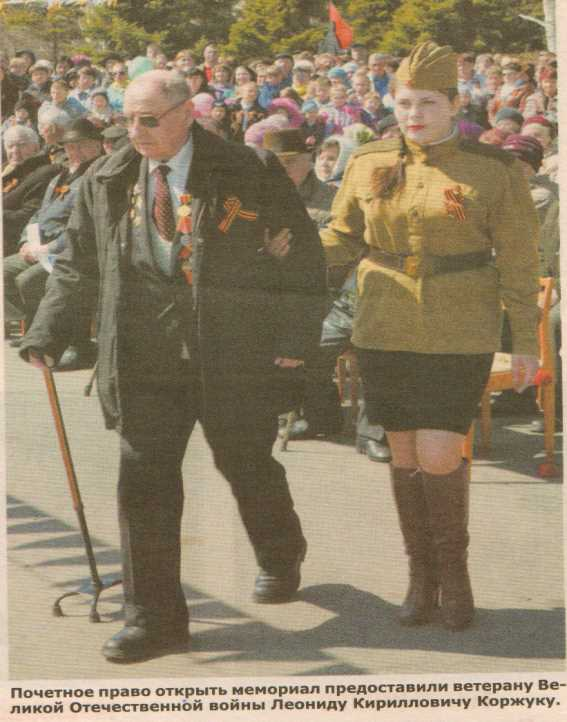 Почетное право открыть мемориал предоставили ветерану Ве-
ликой Отечественной войны Леониду Кирилловичу Коржуку.